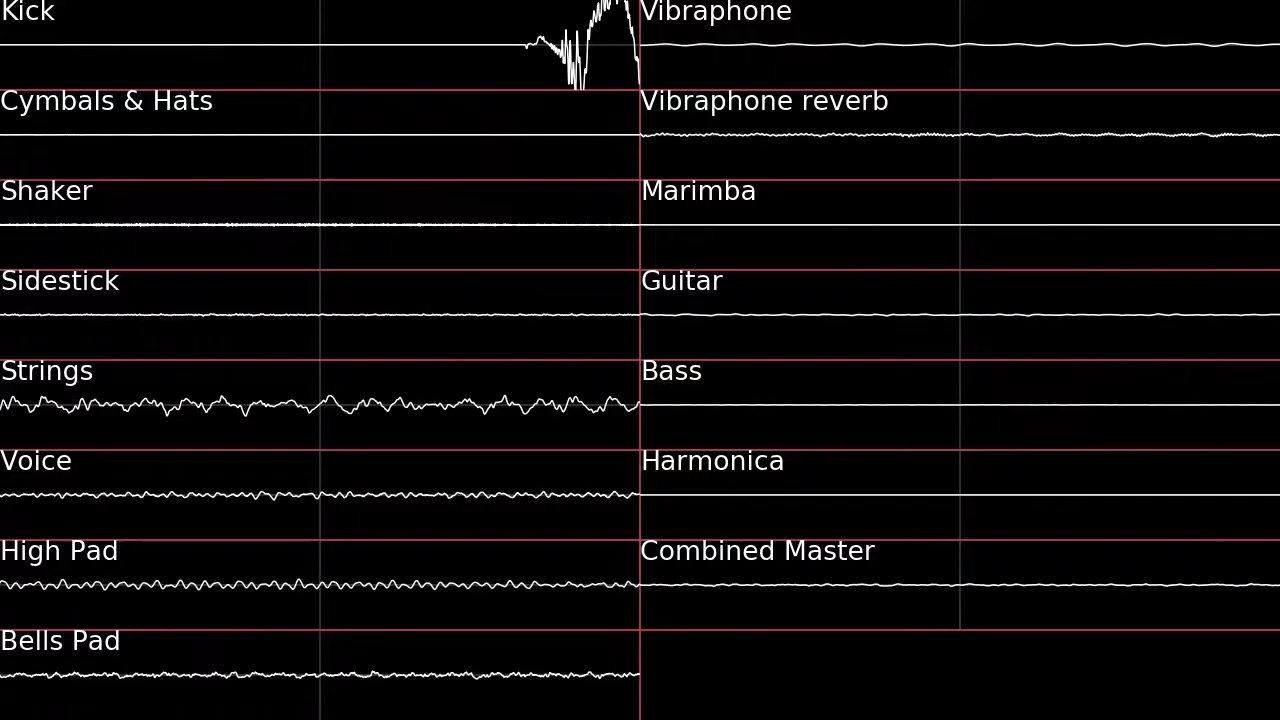 Kick
Cymbals & Hats
Shaker
Sidestick
Strings
Voice
High Pad
Bells Pad
Vibraphone
Vibraphone reverb
Marimba
Guitar
Bass
Harmonica
Combined Master